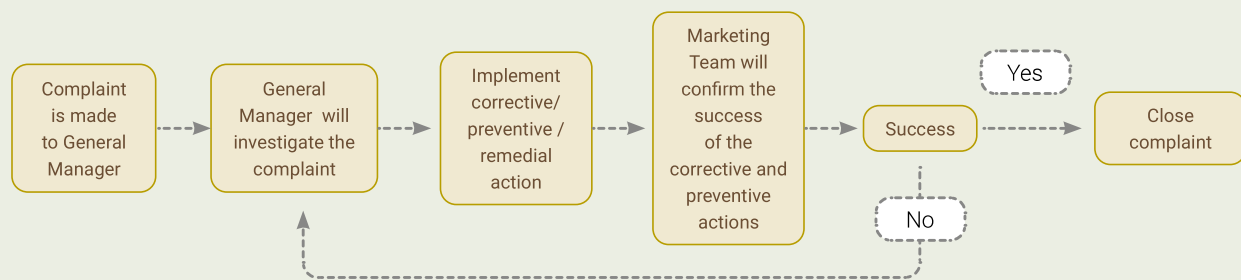 Complaint
is made
to General
Manager
General
Manager will
investigate the
complaint
Implement
corrective/
preventive /
remedial
action
Marketing
Team will
confirm the
success
of the
corrective and
preventive
actions
Success
Yes
No
Close
complaint